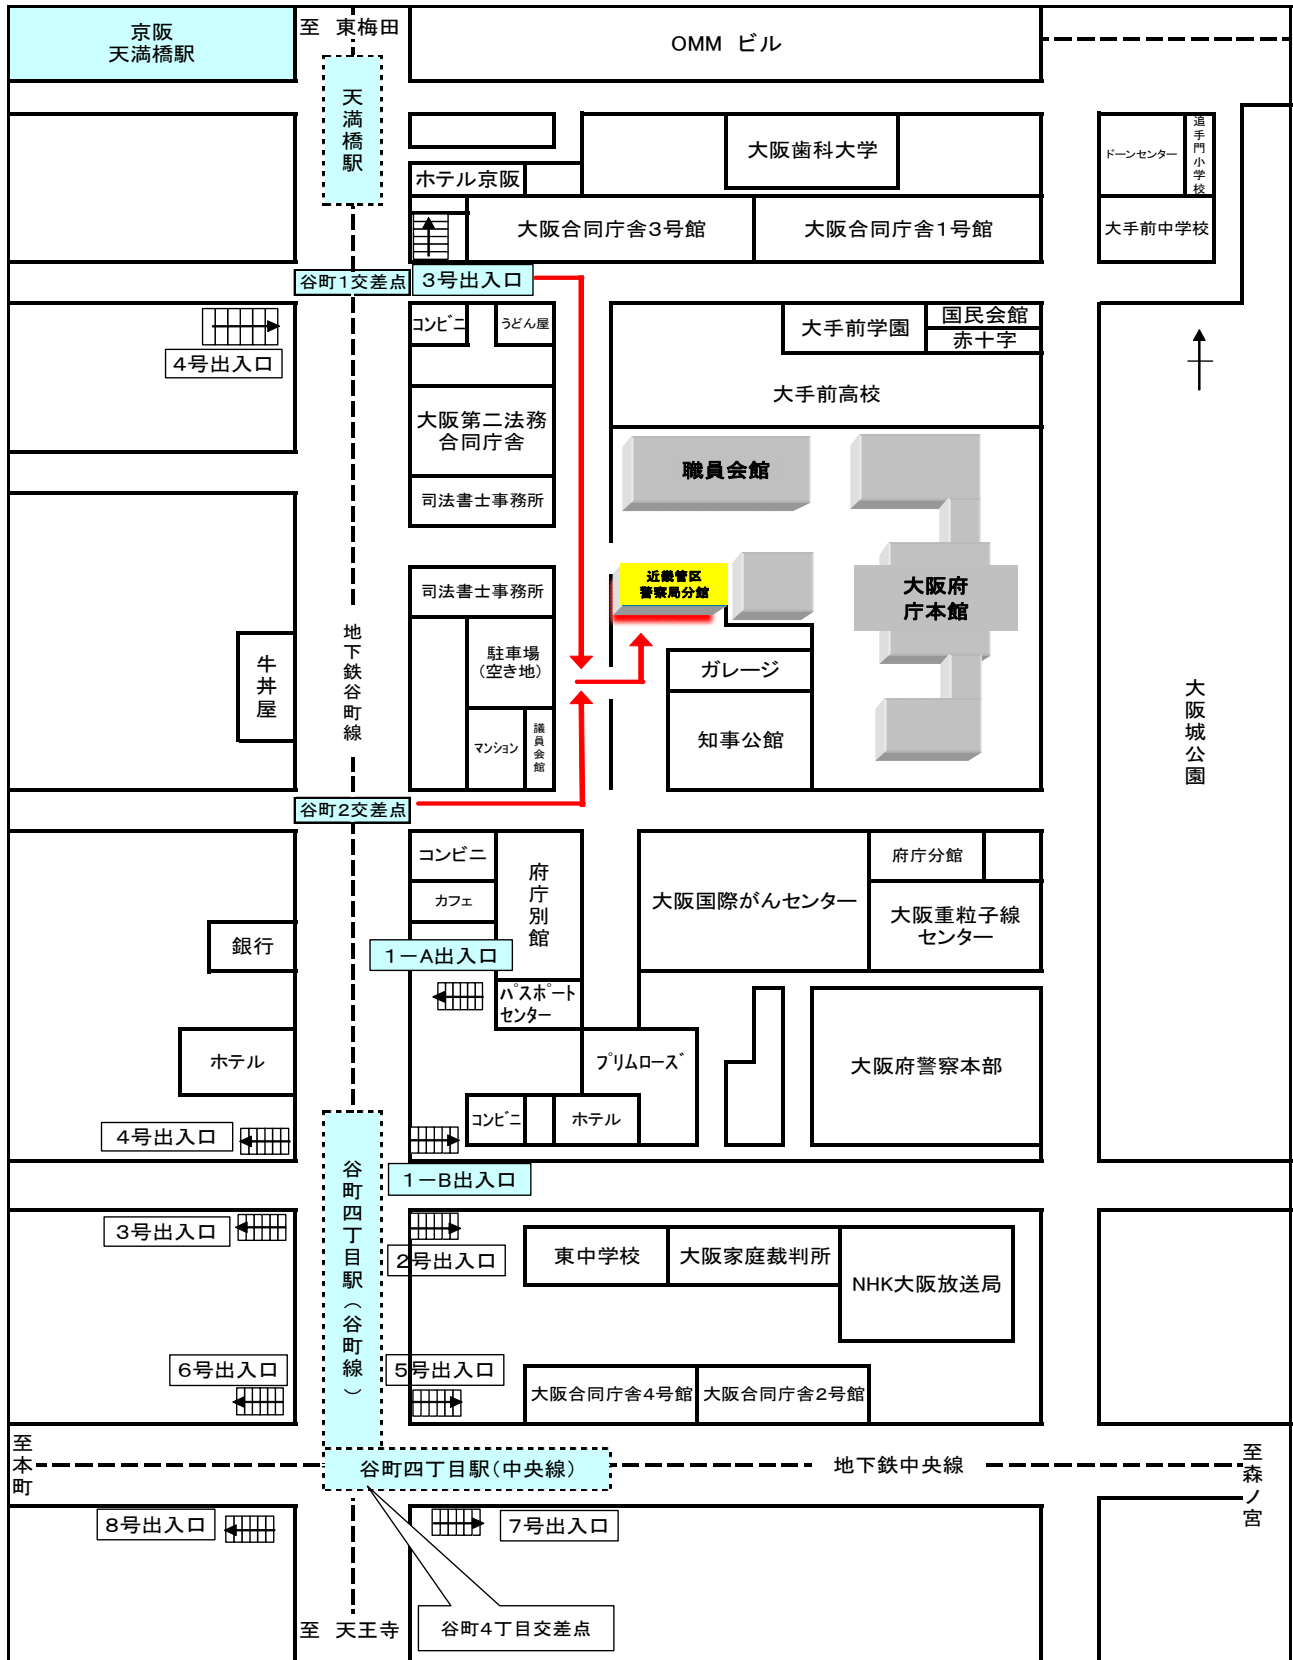 京阪
天満橋駅
至 東梅田
OMM ビル
天満橋駅
大阪歯科大学
ドーンセンター
追手門小学校
ホテル京阪
大阪合同庁舎3号館
大阪合同庁舎1号館
大手前中学校
谷町1交差点
3号出入口
コンビニ
うどん屋
大手前学園
国民会館
赤十字
4号出入口
大手前高校
大阪第二法務
合同庁舎
職員会館
司法書士事務所
近畿管区
警察局分館
大阪府
庁本館
司法書士事務所
地下鉄谷町線
牛丼屋
駐車場
(空き地)
ガレージ
大阪城公園
マンション
議員会館
知事公館
谷町2交差点
コンビニ
府庁別館
府庁分館
カフェ
大阪国際がんセンター
大阪重粒子線
センター
銀行
1-A出入口
パスポート
センター
ホテル
プリムローズ
大阪府警察本部
コンビニ
ホテル
4号出入口
谷町四丁目駅(谷町線)
1-B出入口
3号出入口
2号出入口
東中学校
大阪家庭裁判所
NHK大阪放送局
6号出入口
5号出入口
大阪合同庁舎4号館
大阪合同庁舎2号館
至本町
谷町四丁目駅(中央線)
地下鉄中央線
至森ノ宮
8号出入口
7号出入口
至 天王寺
谷町4丁目交差点